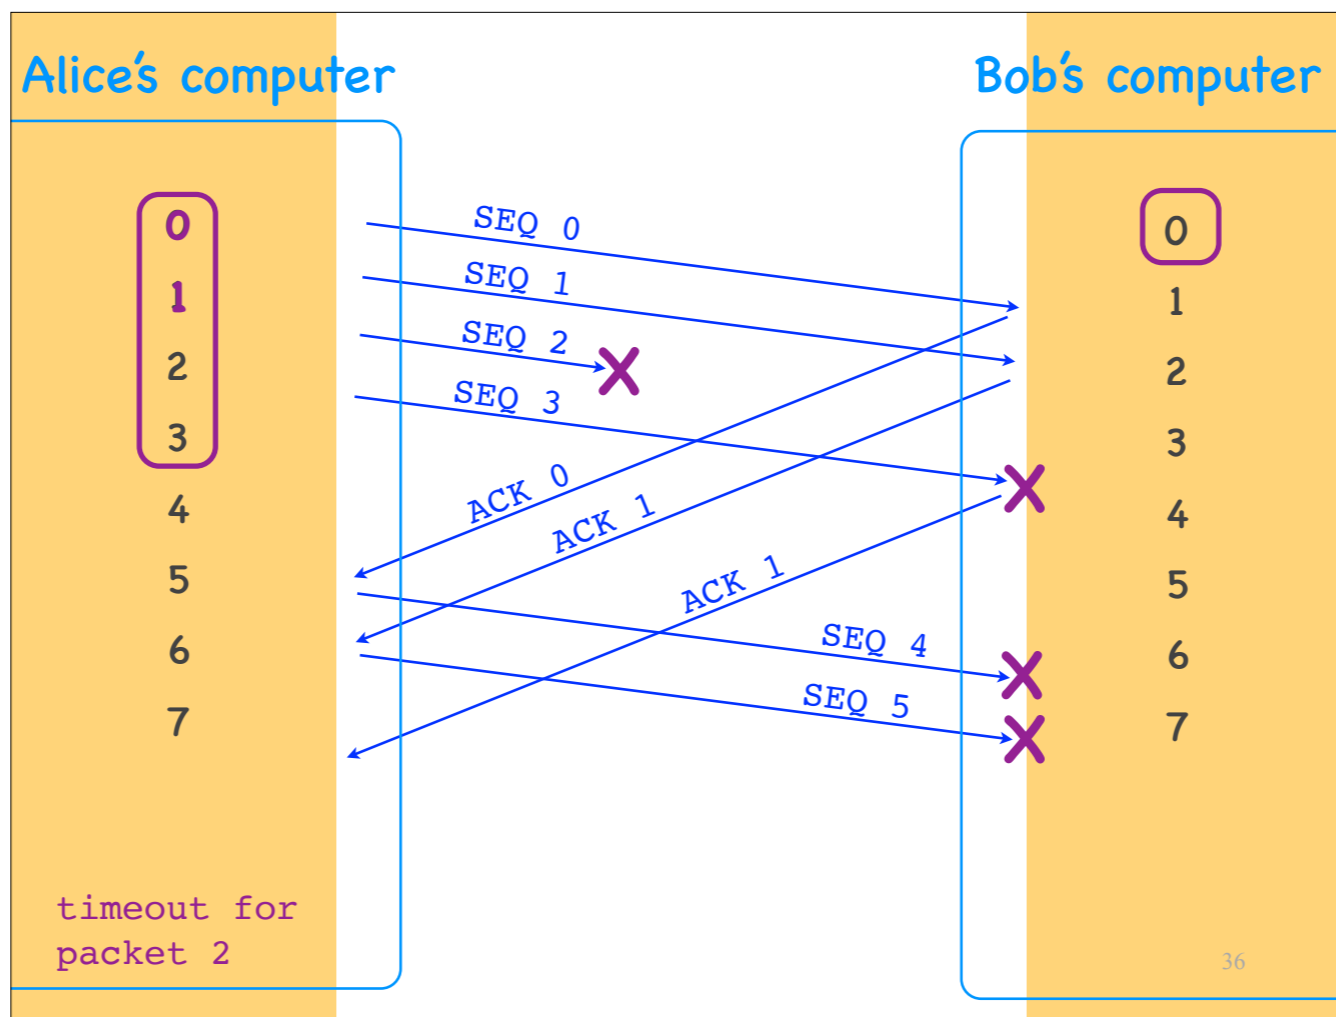 Alice's computer
Bob's computer
0
1
2
3
4
5
6
7
SEQ 0
SEQ 1
SEQ 2
SEQ 3
ACK 0
ACK 1
ACK 1
SEQ 4
SEQ 5
0
1
2
3
4
5
6
7
timeout for
packet 2
36